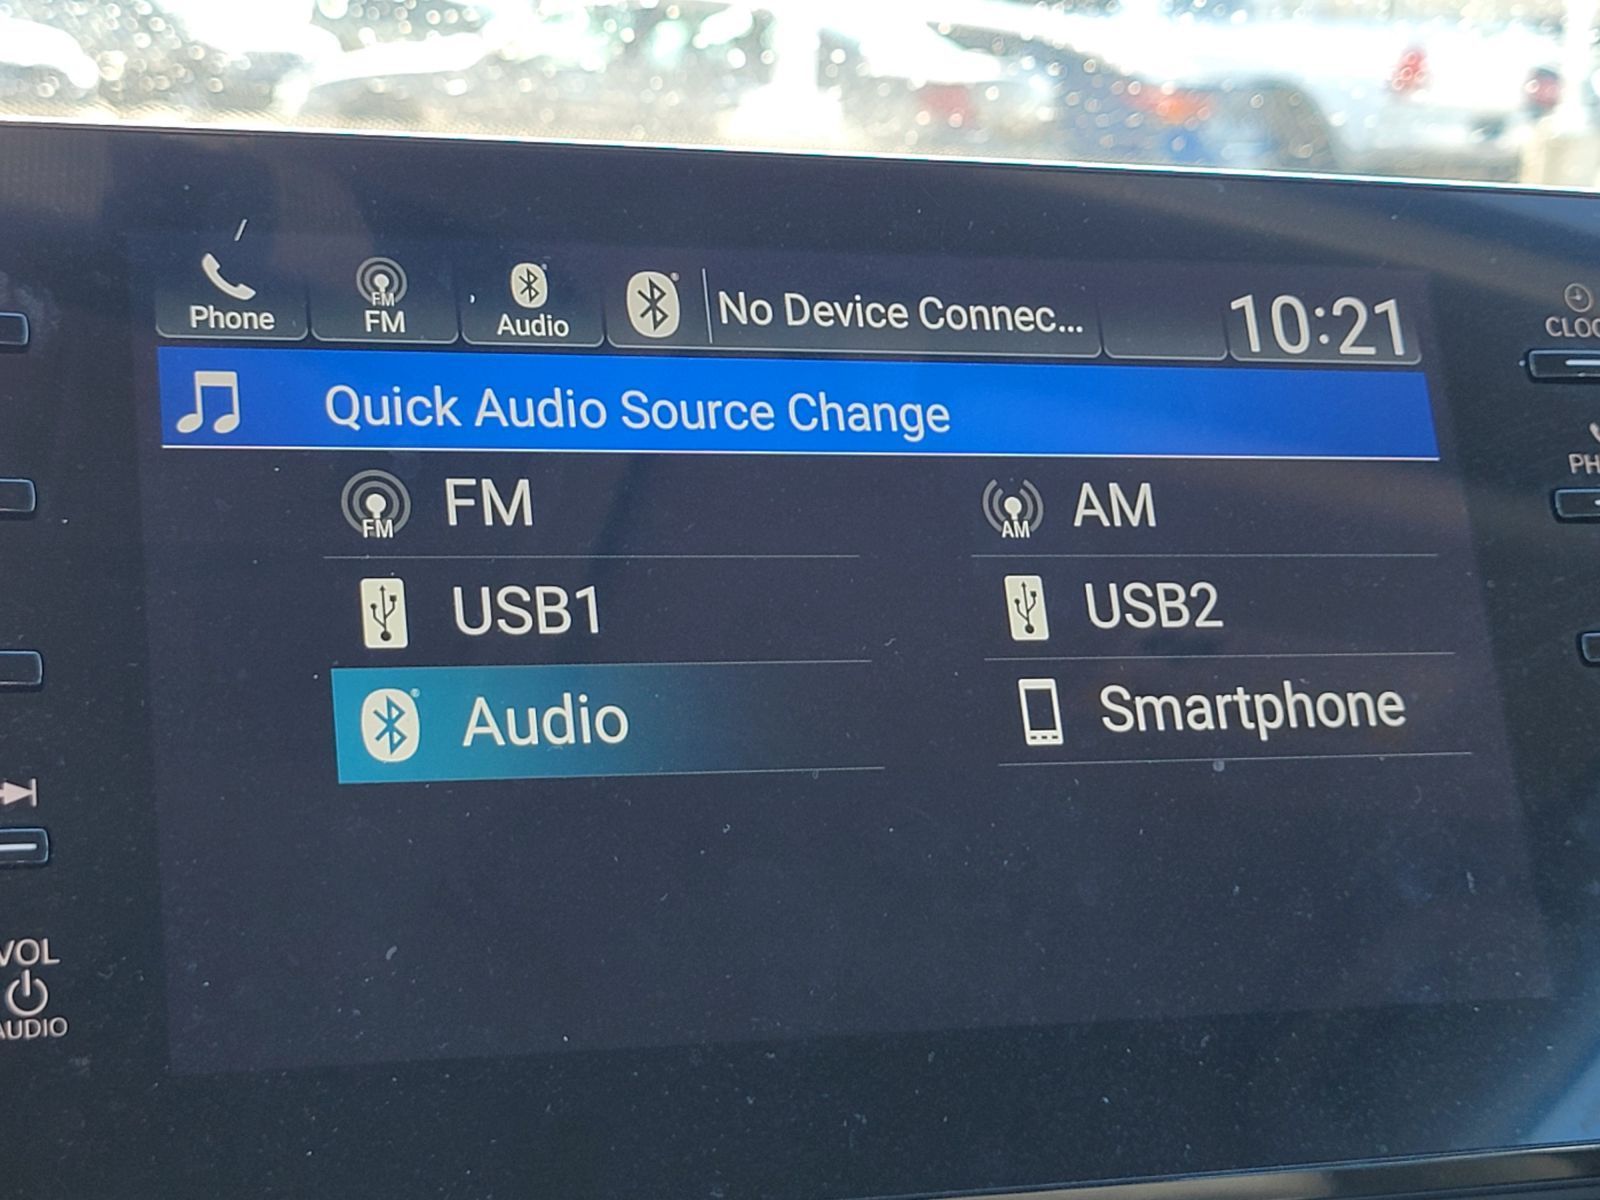 Phone
FM
FM
Audio
No Device Connec...
10:21
CLOC
Quick Audio Source Change
FM
FM
AM
AM
PH
USB1
USB2
Audio
Smartphone
VOL
AUDIO